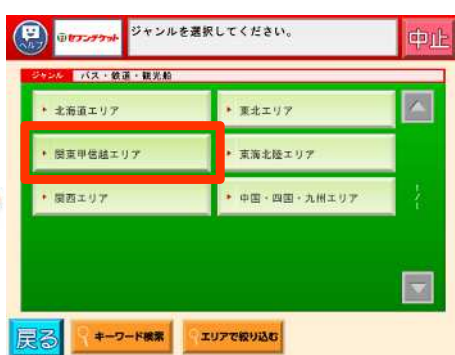 ヘルプ
セブンチケット
ジャンルを選択してください。
中止
ジャンル バス・鉄道・観光船
北海道エリア
東北エリア
関東甲信越エリア
東海北陸エリア
関西エリア
中国・四国・九州エリア
1/1
戻る
キーワード検索
エリアで絞り込む